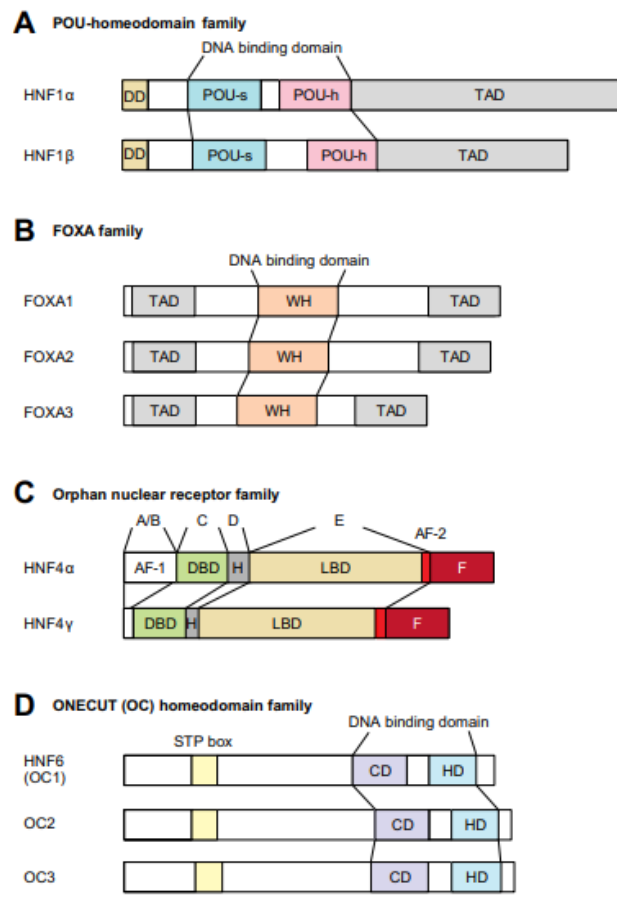 A POU-homeodomain family
DNA binding domain
HNF1α DD POU-s POU-h TAD
HNF1β DD POU-s POU-h TAD
B FOXA family
DNA binding domain
FOXA1 TAD WH TAD
FOXA2 TAD WH TAD
FOXA3 TAD WH TAD
C Orphan nuclear receptor family
A/B C D E
AF-2
HNF4α AF-1 DBD H LBD F
HNF4γ DBD H LBD F
D ONECUT (OC) homeodomain family
DNA binding domain
STP box
HNF6
(OC1) CD HD
OC2 CD HD
OC3 CD HD